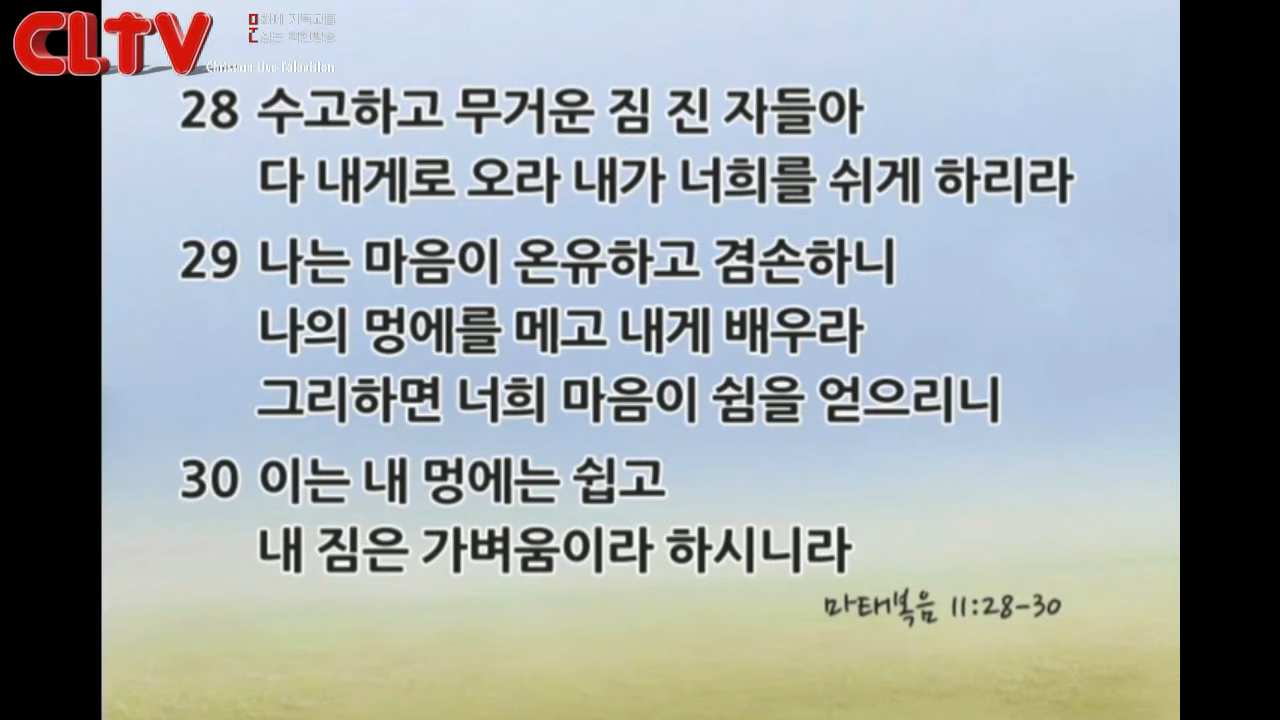 CLTV
Christian Live Television
28 수고하고 무거운 짐 진 자들아
다 내게로 오라 내가 너희를 쉬게 하리라
29 나는 마음이 온유하고 겸손하니
나의 멍에를 메고 내게 배우라
그리하면 너희 마음이 쉼을 얻으리니
30 이는 내 멍에는 쉽고
내 짐은 가벼움이라 하시니라
마태복음 11:28-30